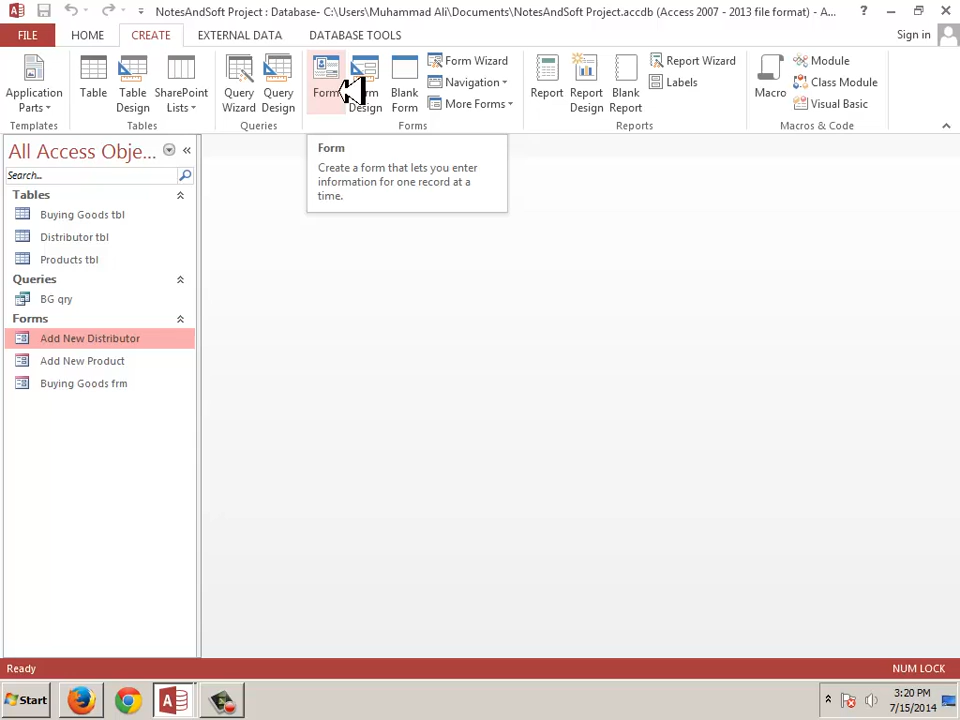 NotesAndSoft Project : Database- C:\Users\Muhammad Ali\Documents\NotesAndSoft Project.accdb (Access 2007 - 2013 file format) - A...
FILE HOME CREATE EXTERNAL DATA DATABASE TOOLS Sign in
Application Parts
Templates
Table
Table Design
SharePoint Lists
Tables
Query Wizard
Query Design
Queries
Form
Design
Blank Form
Form Wizard
Navigation
More Forms
Forms
Report
Report Design
Blank Report
Report Wizard
Labels
Reports
Macro
Module
Class Module
Visual Basic
Macros & Code
Form
Create a form that lets you enter
information for one record at a
time.
All Access Obje...
Search...
Tables
Buying Goods tbl
Distributor tbl
Products tbl
Queries
BG qry
Forms
Add New Distributor
Add New Product
Buying Goods frm
Ready
NUM LOCK
Start
3:20 PM
7/15/2014